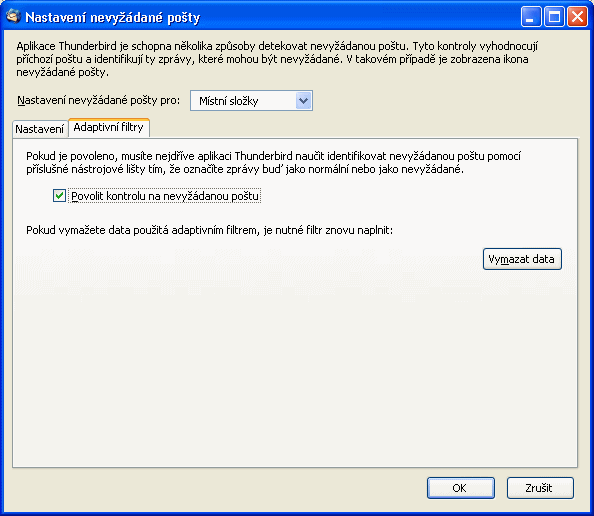 Nastavení nevyžádané pošty
Aplikace Thunderbird je schopna několika způsoby detekovat nevyžádanou poštu. Tyto kontroly vyhodnocují
příchozí poštu a identifikují ty zprávy, které mohou být nevyžádané. V takovém případě je zobrazena ikona
nevyžádané pošty.
Nastavení nevyžádané pošty pro: Místní složky
Nastavení Adaptivní filtry
Pokud je povoleno, musíte nejdříve aplikaci Thunderbird naučit identifikovat nevyžádanou poštu pomocí
příslušné nástrojové lišty tím, že označíte zprávy buď jako normální nebo jako nevyžádané.
Povolit kontrolu na nevyžádanou poštu
Pokud vymažete data použitá adaptivním filtrem, je nutné filtr znovu naplnit:
Vymazat data
OK Zrušit